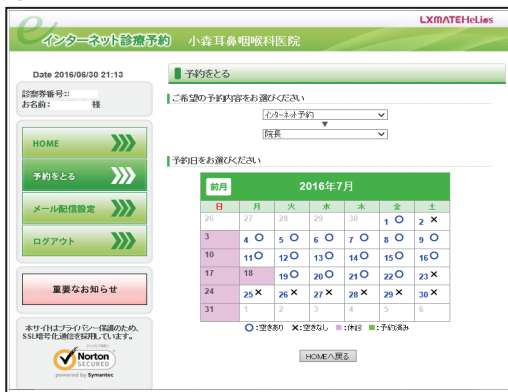 LXMATEHeLiøs
インターネット診療予約 小森耳鼻咽喉科医院
Date 2016/06/30 21:13
診察券番号:
お名前: 様
HOME
予約をとる
メール配信設定
ログアウト
重要なお知らせ
本サイトはプライバシー保護のため、
SSL暗号化通信を採用しています。
Norton
SECURED
powered by Symantec
予約をとる
ご希望の予約内容をお選びください
インターネット予約
▼
院長
予約日をお選びください
前月 2016年7月
日 月 火 水 木 金 土
26 27 28 29 30 1 ○ 2 ×
3 4 ○ 5 ○ 6 ○ 7 ○ 8 ○ 9 ○
10 11 ○ 12 ○ 13 ○ 14 ○ 15 ○ 16 ○
17 18 19 ○ 20 ○ 21 ○ 22 ○ 23 ×
24 25 × 26 × 27 × 28 × 29 × 30 ×
31 1 2 3 4 5 6
○:空きあり ×:空きなし ■:休診 ■:予約済み
HOMEへ戻る